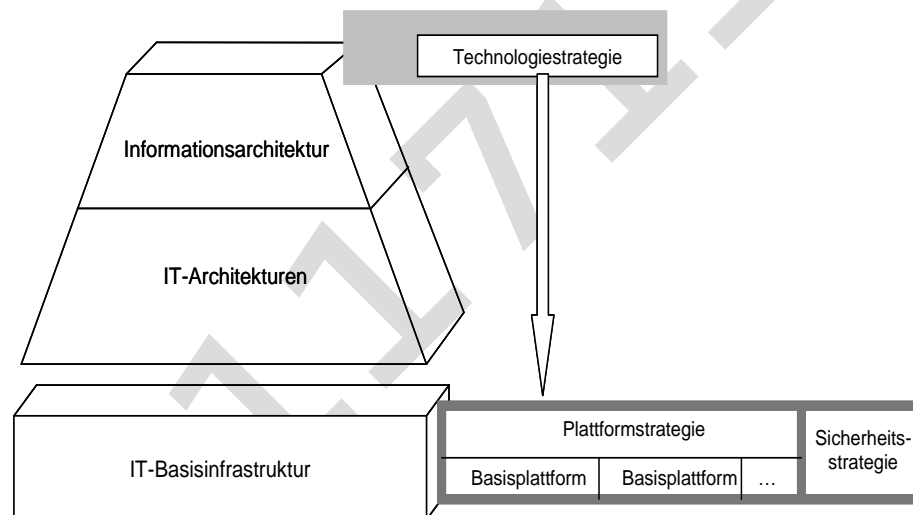 Technologiestrategie
Informationsarchitektur
IT-Architekturen
IT-Basisinfrastruktur
Plattformstrategie
Basisplattform
Basisplattform
…
Sicherheits-
strategie